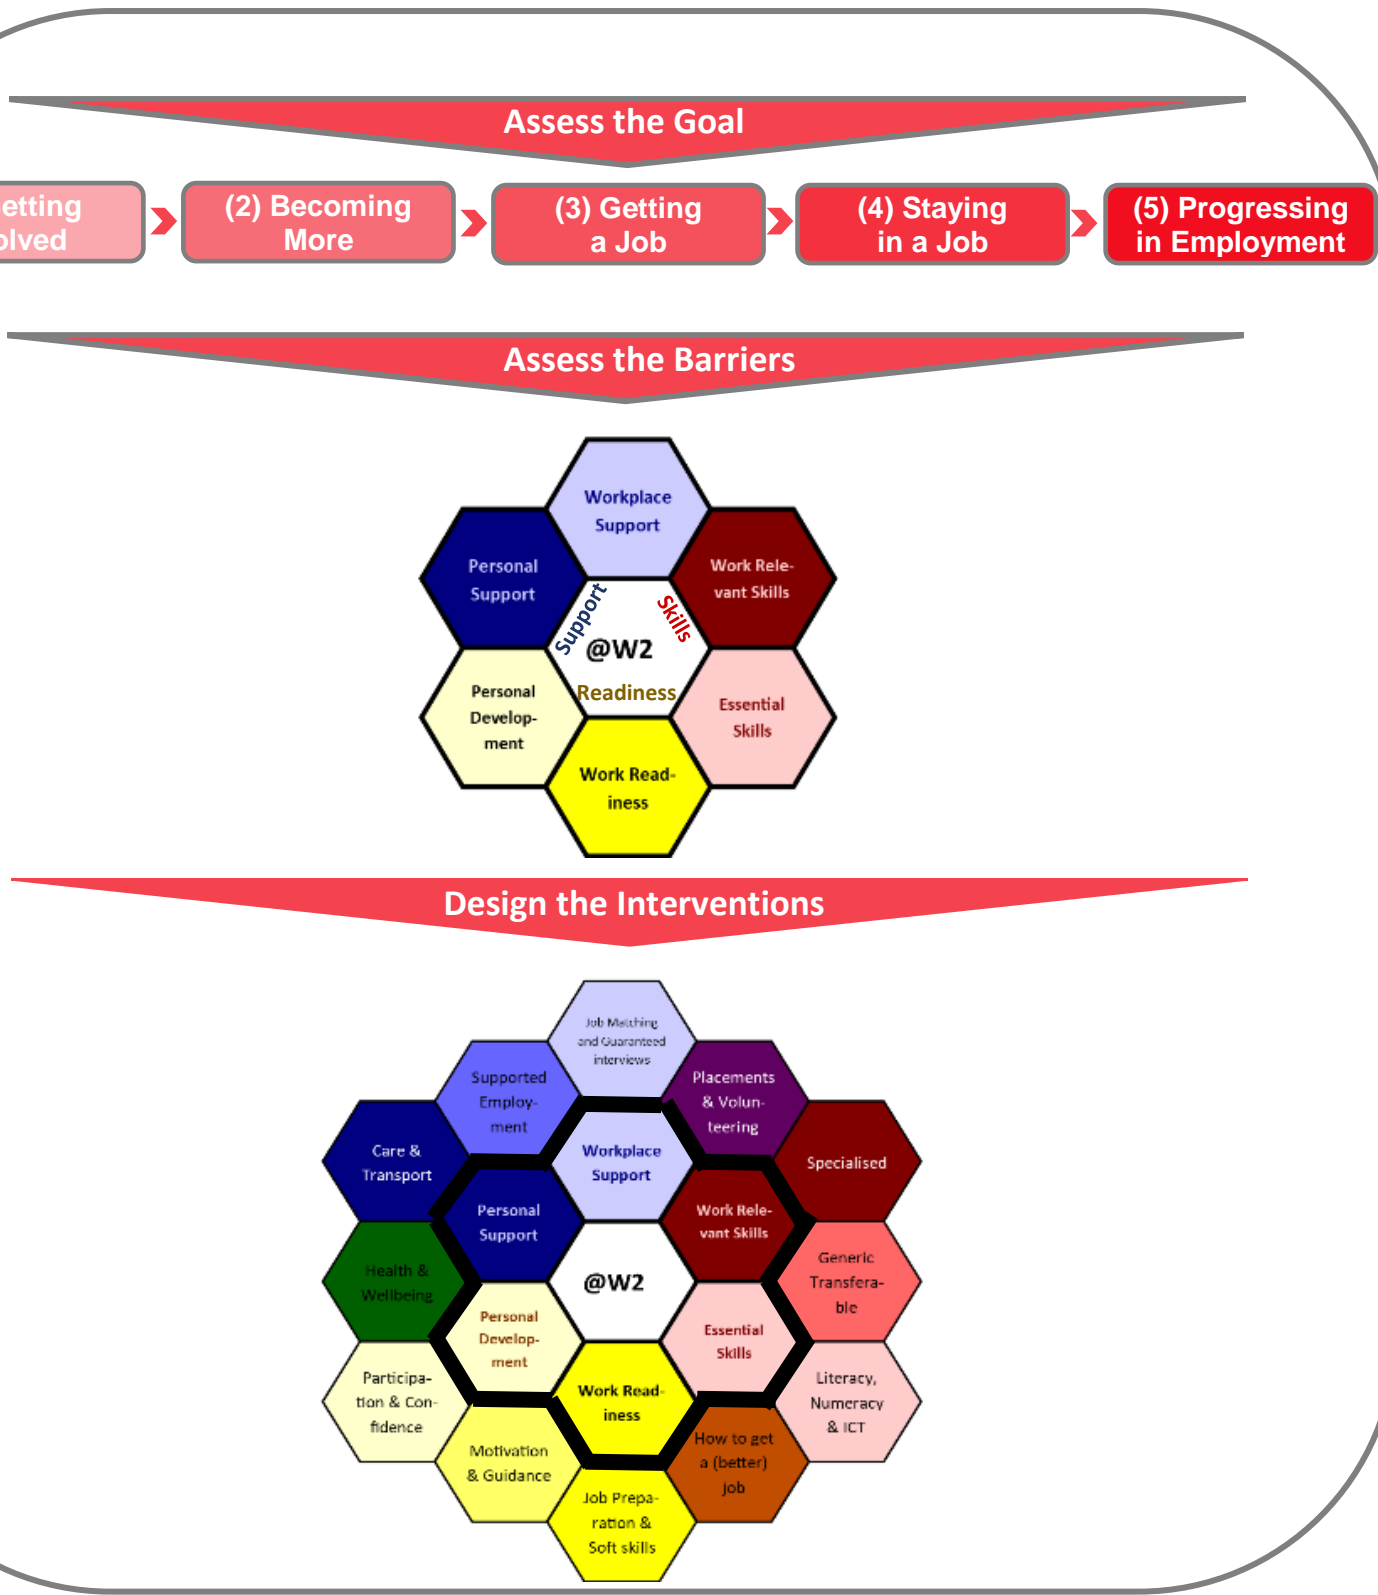 Assess the Goal
etting
olved
(2) Becoming
More
(3) Getting
a Job
(4) Staying
in a Job
(5) Progressing
in Employment
Assess the Barriers
Workplace
Support
Personal
Support
Work Rele-
vant Skills
Support
Skills
@W2
Readiness
Personal
Develop-
ment
Essential
Skills
Work Read-
iness
Design the Interventions
Job Matching
and Guaranteed
interviews
Supported
Employ-
ment
Placements
& Volun-
teering
Care &
Transport
Workplace
Support
Specialised
Personal
Support
Work Rele-
vant Skills
Health &
Wellbeing
@W2
Generic
Transfera-
ble
Personal
Develop-
ment
Essential
Skills
Participa-
tion & Con-
fidence
Work Read-
iness
Literacy,
Numeracy
& ICT
Motivation
& Guidance
How to get
a (better)
job
Job Prepa-
ration &
Soft skills